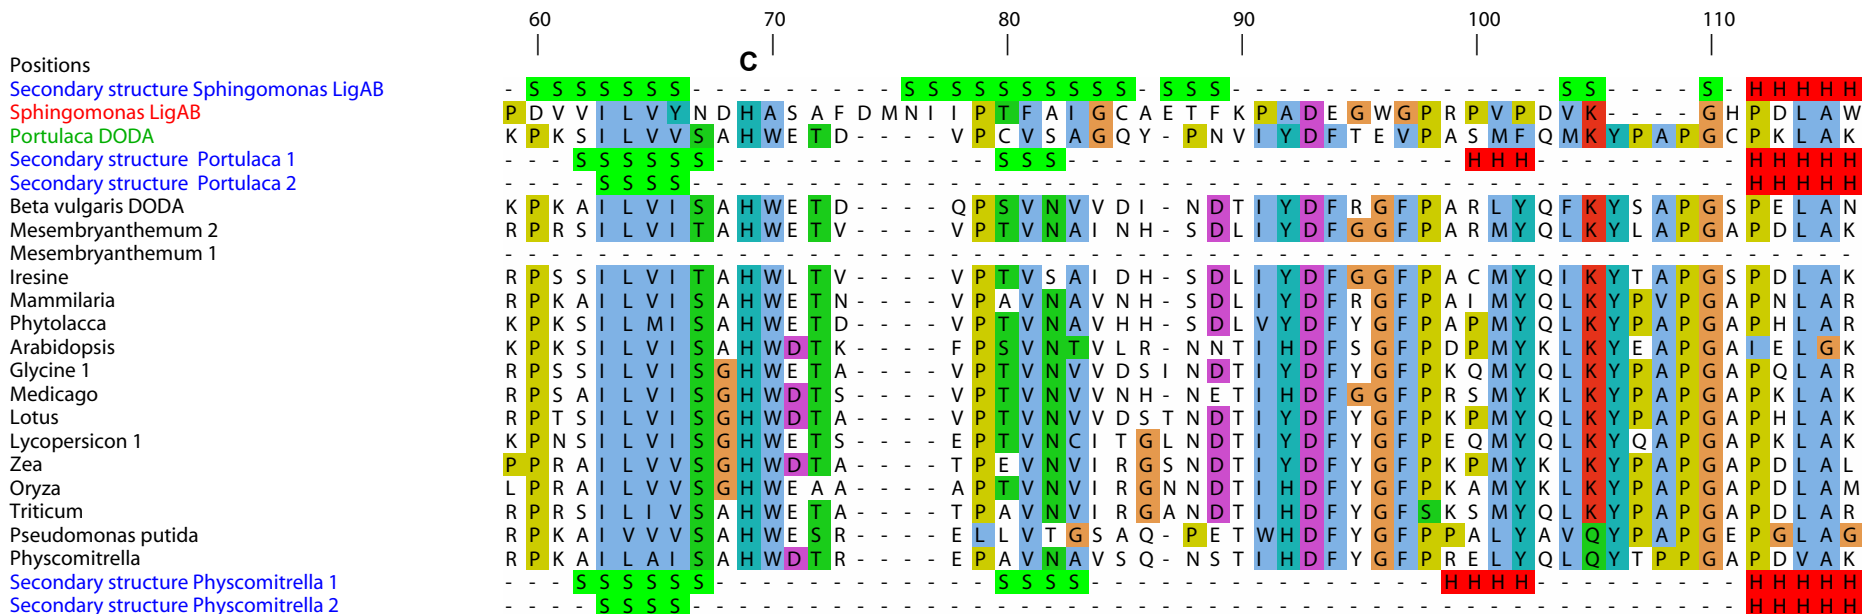 60 70 80 90 100 110
| | | | | |
Positions C
Secondary structure Sphingomonas LigAB - S S S S S S S - - - - - - - - - S S S S S S S S S S - S S S - - - - - - - - - - - - - - S S - - - - S - H H H H H
Sphingomonas LigAB P D V V I L V Y N D H A S A F D M N I I P T F A I G C A E T F K P A D E G W G P R P V P D V K - - - - G H P D L A W
Portulaca DODA K P K S I L V V S A H W E T D - - - - V P C V S A G Q Y - P N V I Y D F T E V P A S M F Q M K Y P A P G C P K L A K
Secondary structure Portulaca 1 - - - S S S S S S - - - - - - - - - - - - S S S - - - - - - - - - - - - - - - - - H H H - - - - - - - - - H H H H H
Secondary structure Portulaca 2 - - - - S S S S - - - - - - - - - - - - - - - - - - - - - - - - - - - - - - - - - - - - - - - - - - - - - H H H H H
Beta vulgaris DODA K P K A I L V I S A H W E T D - - - - Q P S V N V V D I - N D T I Y D F R G F P A R L Y Q F K Y S A P G S P E L A N
Mesembryanthemum 2 R P R S I L V I T A H W E T V - - - - V P T V N A I N H - S D L I Y D F G G F P A R M Y Q L K Y L A P G A P D L A K
Mesembryanthemum 1 - - - - - - - - - - - - - - - - - - - - - - - - - - - - - - - - - - - - - - - - - - - - - - - - - - - - - - - - - -
Iresine R P S S I L V I T A H W L T V - - - - V P T V S A I D H - S D L I Y D F G G F P A C M Y Q I K Y T A P G S P D L A K
Mammilaria R P K A I L V I S A H W E T N - - - - V P A V N A V N H - S D L I Y D F R G F P A I M Y Q L K Y P V P G A P N L A R
Phytolacca K P K S I L M I S A H W E T D - - - - V P T V N A V H H - S D L V Y D F Y G F P A P M Y Q L K Y P A P G A P H L A R
Arabidopsis K P K S I L V I S A H W D T K - - - - F P S V N T V L R - N N T I H D F S G F P D P M Y K L K Y E A P G A I E L G K
Glycine 1 R P S S I L V I S G H W E T A - - - - V P T V N V V D S I N D T I Y D F Y G F P K Q M Y Q L K Y P A P G A P Q L A R
Medicago R P S A I L V I S G H W D T S - - - - V P T V N V V N H - N E T I H D F G G F P R S M Y K L K Y P A P G A P K L A K
Lotus R P T S I L V I S G H W D T A - - - - V P T V N V V D S T N D T I Y D F Y G F P K P M Y Q L K Y P A P G A P H L A K
Lycopersicon 1 K P N S I L V I S G H W E T S - - - - E P T V N C I T G L N D T I Y D F Y G F P E Q M Y Q L K Y Q A P G A P K L A K
Zea P P R A I L V V S G H W D T A - - - - T P E V N V I R G S N D T I Y D F Y G F P K P M Y K L K Y P A P G A P D L A L
Oryza L P R A I L V V S G H W E A A - - - - A P T V N V I R G N N D T I H D F Y G F P K A M Y K L K Y P A P G A P D L A M
Triticum R P R S I L I V S A H W E T A - - - - T P A V N V I R G A N D T I H D F Y G F S K S M Y Q L K Y P A P G A P D L A R
Pseudomonas putida R P K A I V V V S A H W E S R - - - - E L L V T G S A Q - P E T W H D F Y G F P P A L Y A V Q Y P A P G E P G L A G
Physcomitrella R P K A I L A I S A H W D T R - - - - E P A V N A V S Q - N S T I H D F Y G F P R E L Y Q L Q Y T P P G A P D V A K
Secondary structure Physcomitrella 1 - - - S S S S S S - - - - - - - - - - - - S S S S - - - - - - - - - - - - - - - H H H H - - - - - - - - - H H H H H
Secondary structure Physcomitrella 2 - - - - S S S S - - - - - - - - - - - - - - - - - - - - - - - - - - - - - - - - - - - - - - - - - - - - - H H H H H